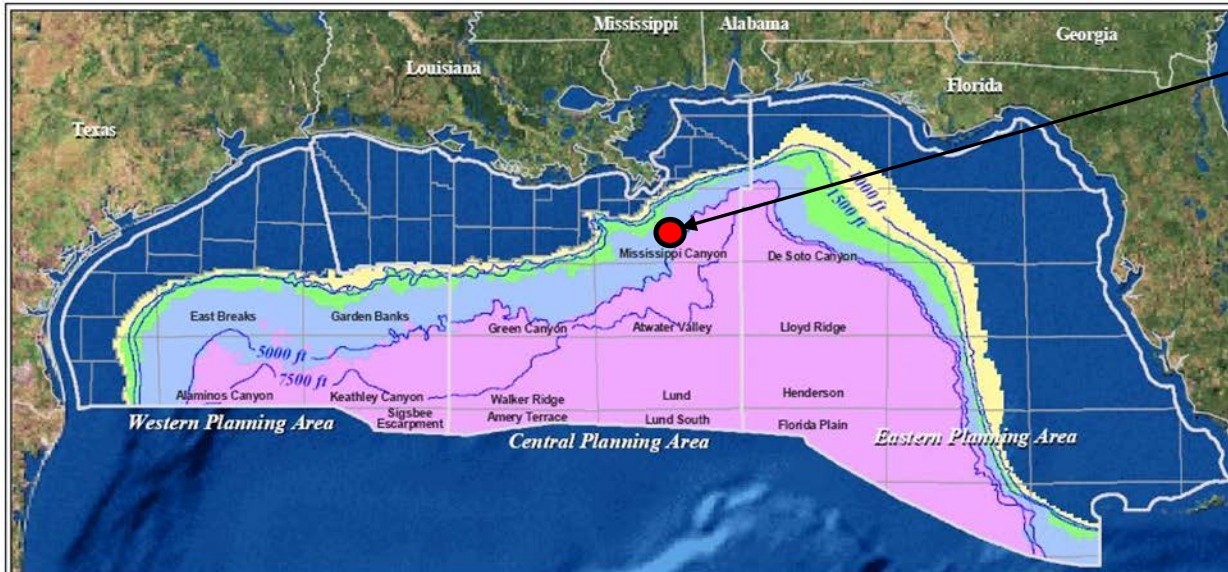 Mississippi
Alabama
Georgia
Louisiana
Florida
Texas
1000 ft
1500 ft
Mississippi Canyon
De Soto Canyon
East Breaks
Garden Banks
Green Canyon
Atwater Valley
Lloyd Ridge
5000 ft
7500 ft
Alaminos Canyon
Keathley Canyon
Walker Ridge
Lund
Henderson
Sigsbee
Escarpment
Amery Terrace
Lund South
Florida Plain
Western Planning Area
Central Planning Area
Eastern Planning Area